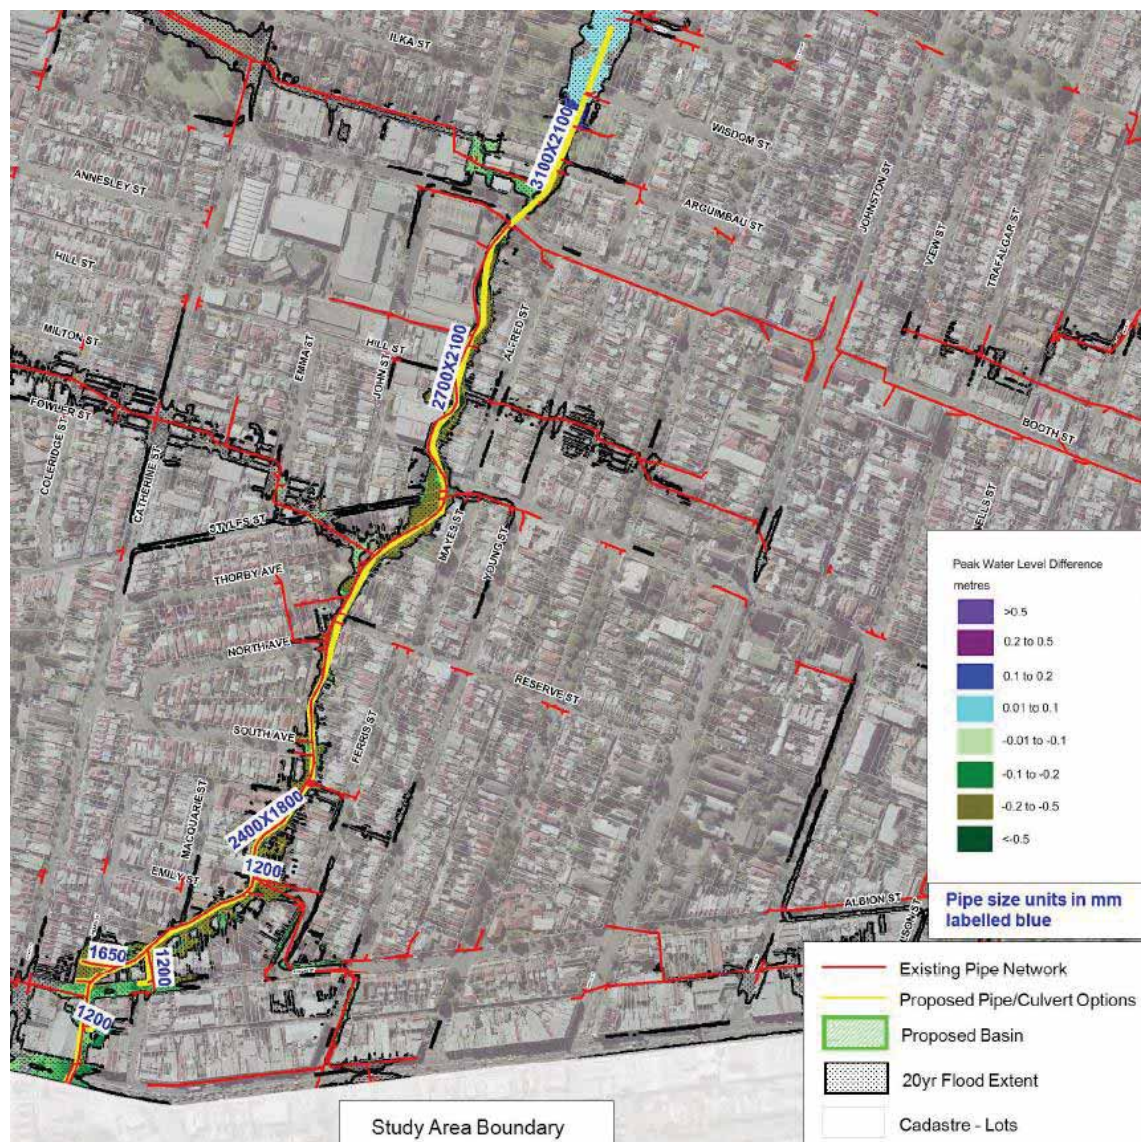 ILKA ST
WISDOM ST
3100X2100
JOHNSTON ST
ANNESLEY ST
ARGUIMBAU ST
VIEW ST
TRAFALGAR ST
HILL ST
MILTON ST
EMMA ST
HILL ST
JOHN ST
2700X2100
ALFRED ST
FOWLER ST
COLERIDGE ST
CATHERINE ST
BOOTH ST
STYLES ST
MAYES ST
YOUNG ST
THORBY AVE
NORTH AVE
RESERVE ST
SOUTH AVE
FERRIS ST
MACQUARIE ST
2400X1800
EMILY ST
1200
1650
1200
1200
ALBION ST
Peak Water Level Difference
metres
>0.5
0.2 to 0.5
0.1 to 0.2
0.01 to 0.1
-0.01 to -0.1
-0.1 to -0.2
-0.2 to -0.5
<-0.5
Pipe size units in mm
labelled blue
Existing Pipe Network
Proposed Pipe/Culvert Options
Proposed Basin
20yr Flood Extent
Cadastre - Lots
Study Area Boundary